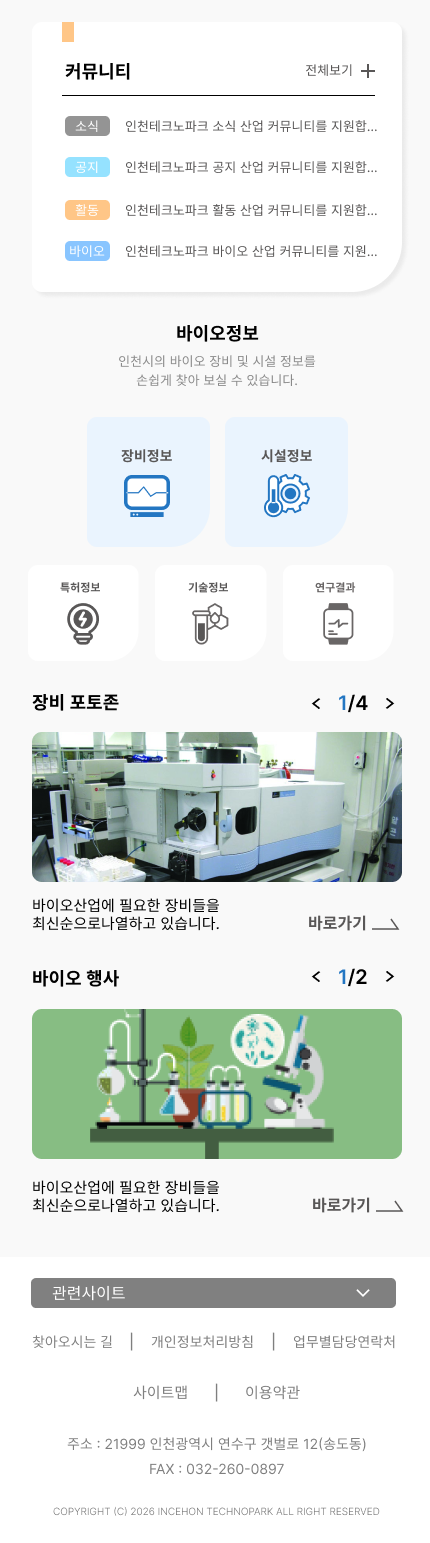 커뮤니티 전체보기
소식 인천테크노파크 소식 산업 커뮤니티를 지원합...
공지 인천테크노파크 공지 산업 커뮤니티를 지원합...
활동 인천테크노파크 활동 산업 커뮤니티를 지원합...
바이오 인천테크노파크 바이오 산업 커뮤니티를 지원...
바이오정보
인천시의 바이오 장비 및 시설 정보를
손쉽게 찾아 보실 수 있습니다.
장비정보 시설정보
특허정보 기술정보 연구결과
장비 포토존 1/4
바이오산업에 필요한 장비들을
최신순으로나열하고 있습니다.
바로가기
바이오 행사 1/2
바이오산업에 필요한 장비들을
최신순으로나열하고 있습니다.
바로가기
관련사이트
찾아오시는 길 | 개인정보처리방침 | 업무별담당연락처
사이트맵 | 이용약관
주소 : 21999 인천광역시 연수구 갯벌로 12(송도동)
FAX : 032-260-0897
COPYRIGHT (C) 2026 INCEHON TECHNOPARK ALL RIGHT RESERVED